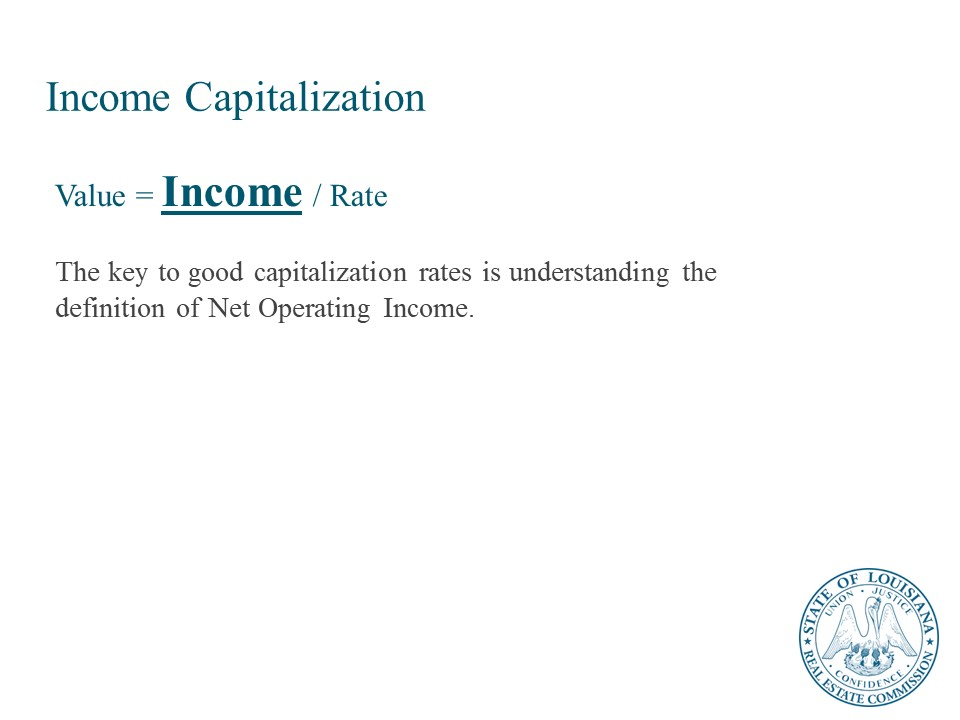 Income Capitalization
Value = Income / Rate
The key to good capitalization rates is understanding the
definition of Net Operating Income.
STATE OF LOUISIANA
UNION · JUSTICE
CONFIDENCE
REAL ESTATE COMMISSION